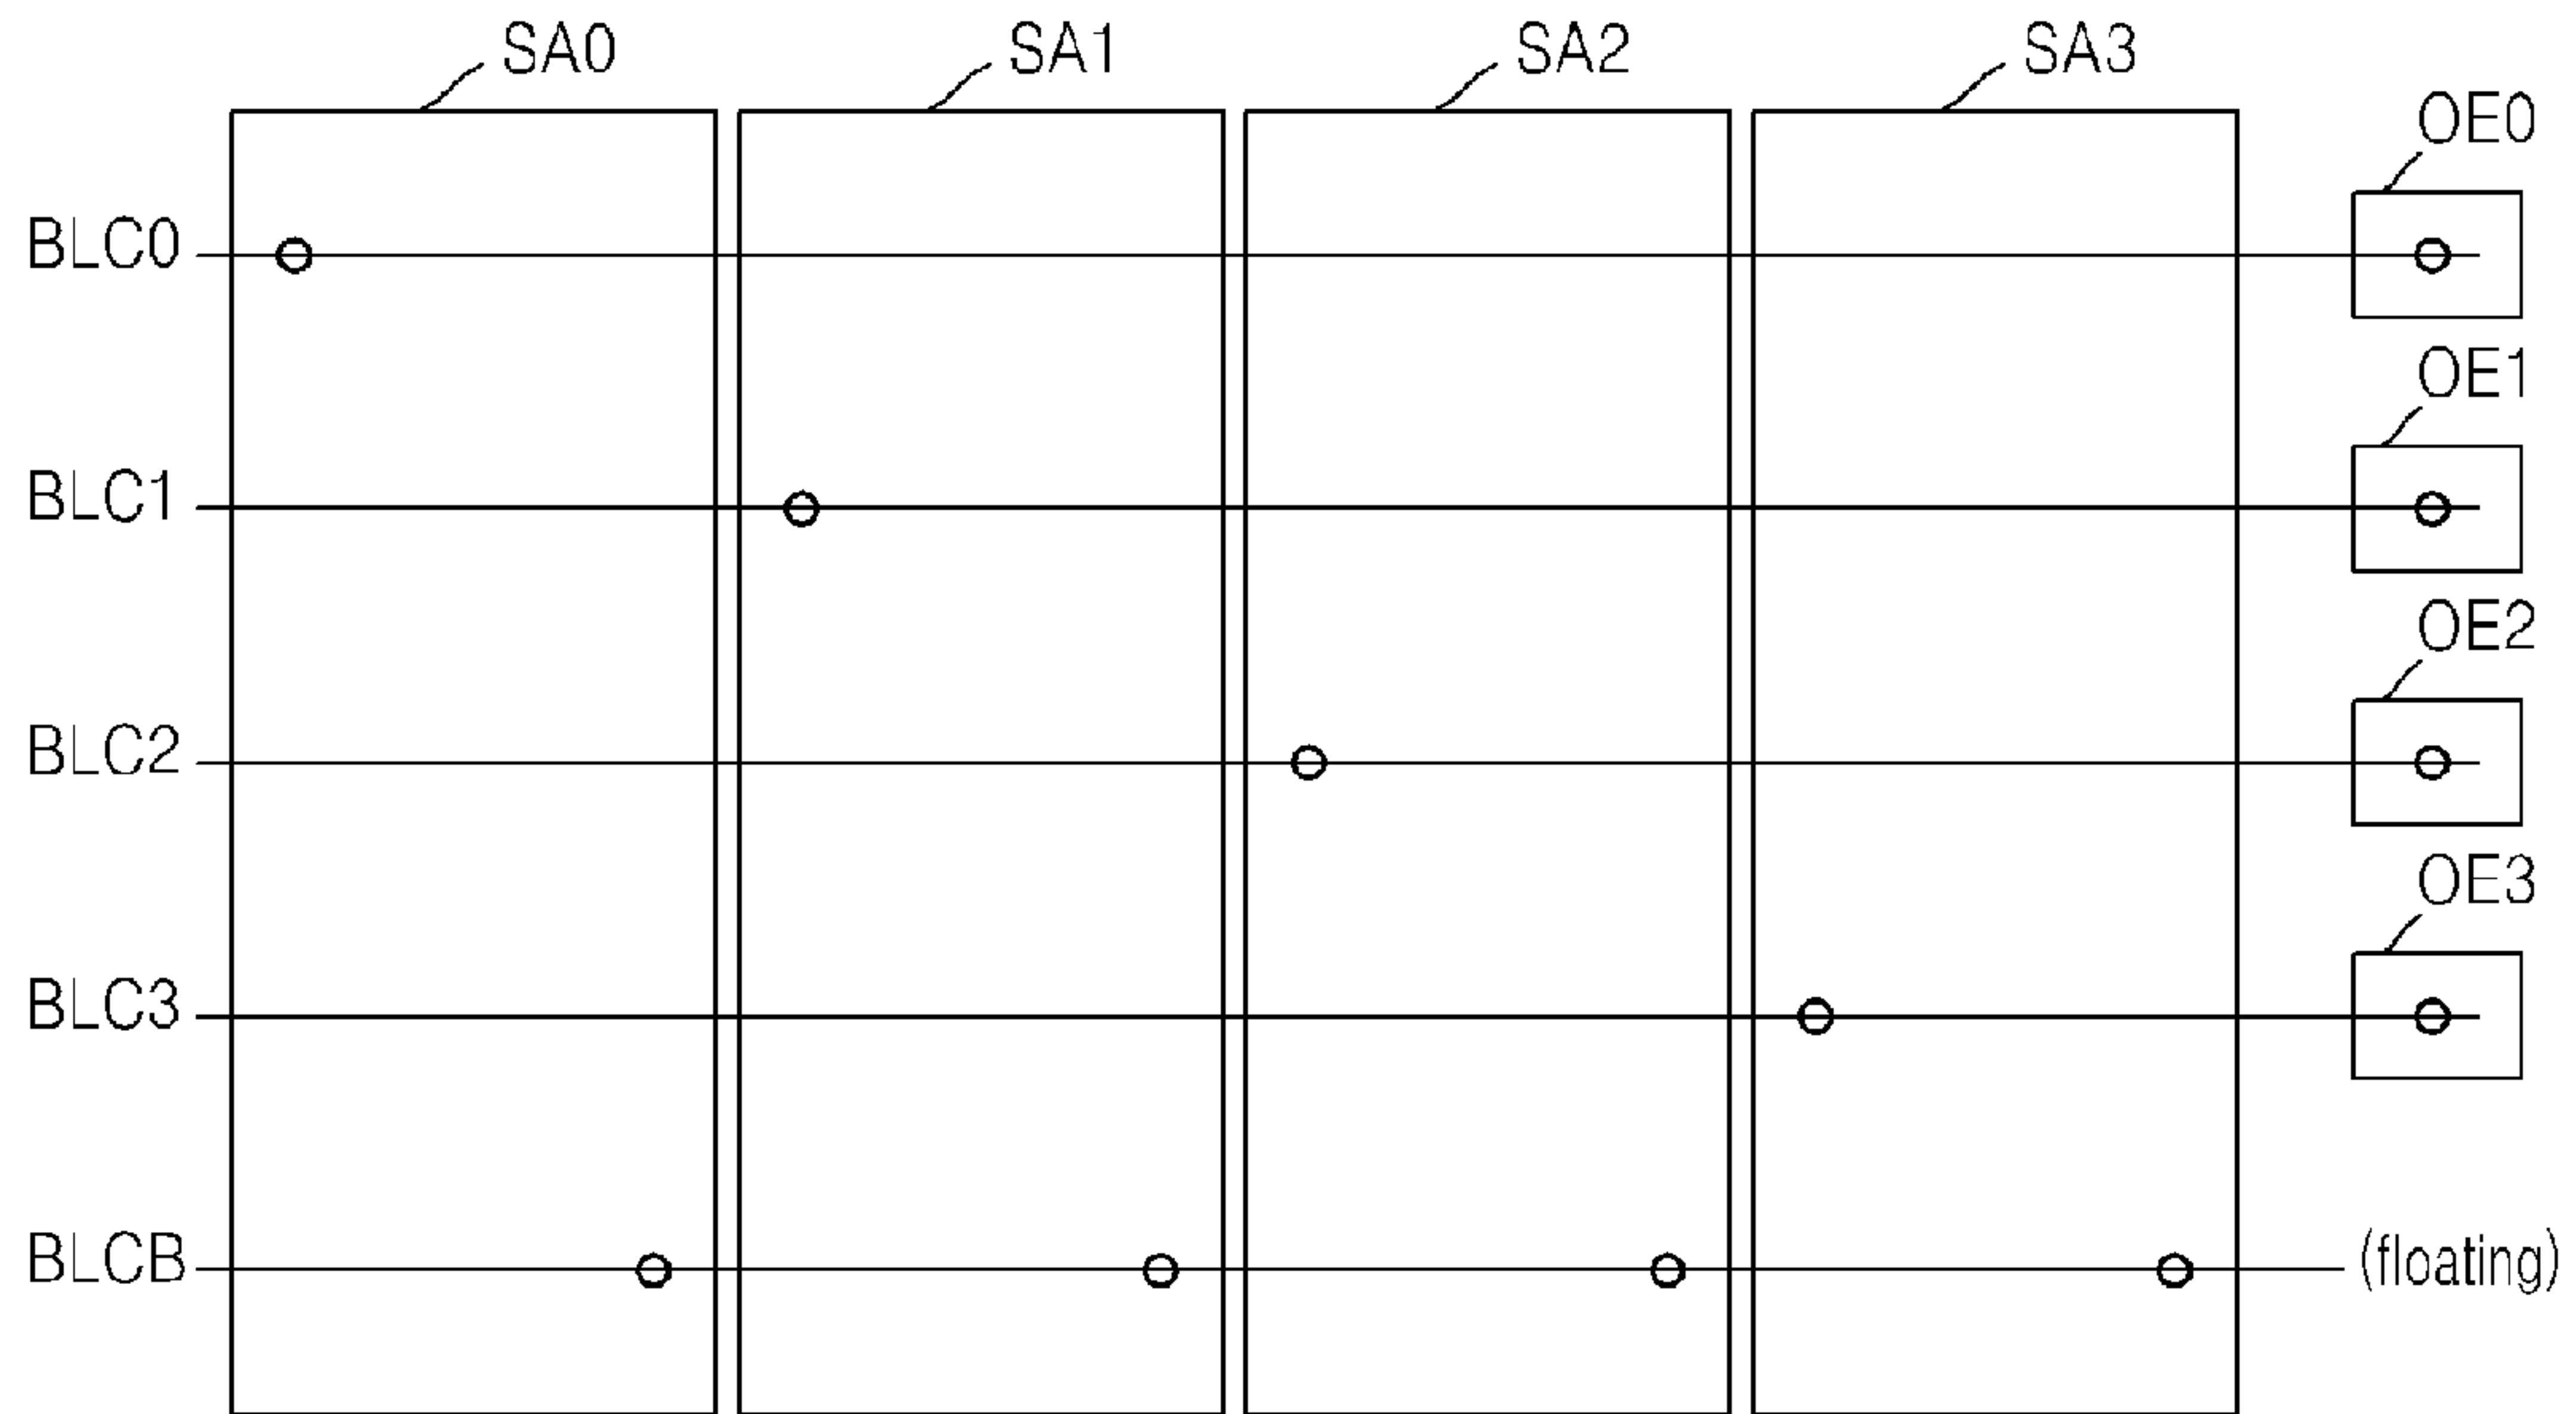 SA0
SA1
SA2
SA3
OE0
BLC0
OE1
BLC1
OE2
BLC2
OE3
BLC3
BLCB
(floating)